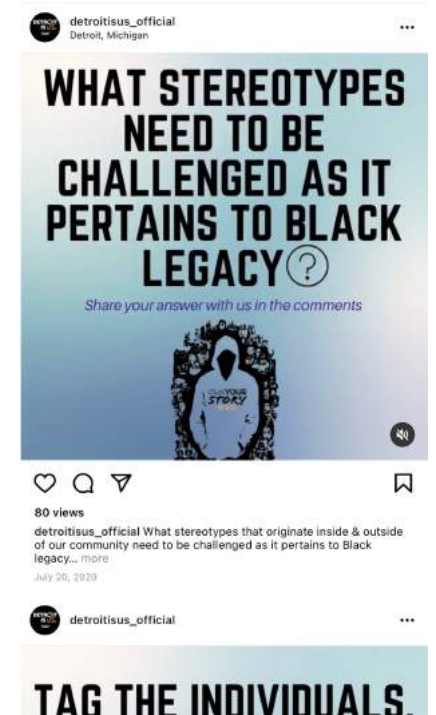 detroitisus_official
Detroit, Michigan
WHAT STEREOTYPES
NEED TO BE
CHALLENGED AS IT
PERTAINS TO BLACK
LEGACY?
Share your answer with us in the comments
OWN YOUR
STORY
80 views
detroitisus_official What stereotypes that originate inside & outside
of our community need to be challenged as it pertains to Black
legacy... more
July 20, 2020
detroitisus_official
TAG THE INDIVIDUALS,